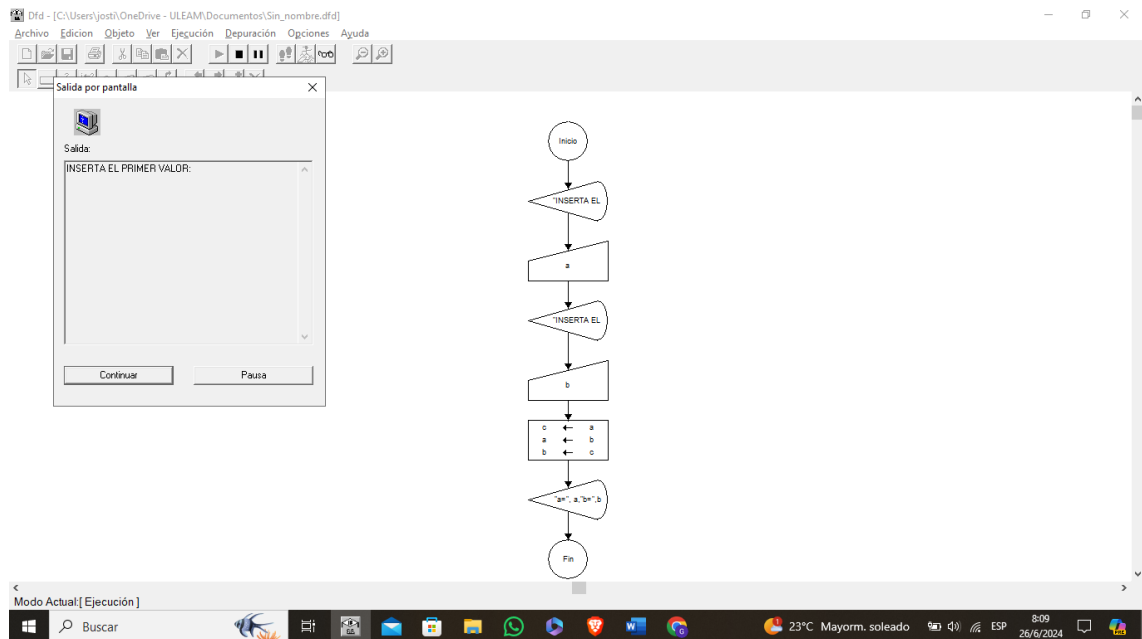 Dfd - [C:\Users\josti\OneDrive - ULEAM\Documentos\Sin_nombre.dfd]
Archivo Edicion Objeto Ver Ejecución Depuración Opciones Ayuda
Salida por pantalla
Salida:
INSERTA EL PRIMER VALOR:
Continuar Pausa
Inicio
"INSERTA EL
a
"INSERTA EL
b
c ← a
a ← b
b ← c
"a=", a,"b=",b
Fin
Modo Actual:[ Ejecución ]
Buscar
23°C Mayorm. soleado ESP 8:09
26/6/2024